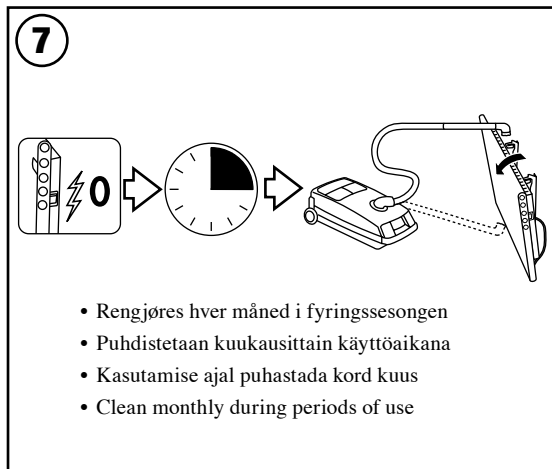 7
0
• Rengjøres hver måned i fyringssesongen
• Puhdistetaan kuukausittain käyttöaikana
• Kasutamise ajal puhastada kord kuus
• Clean monthly during periods of use